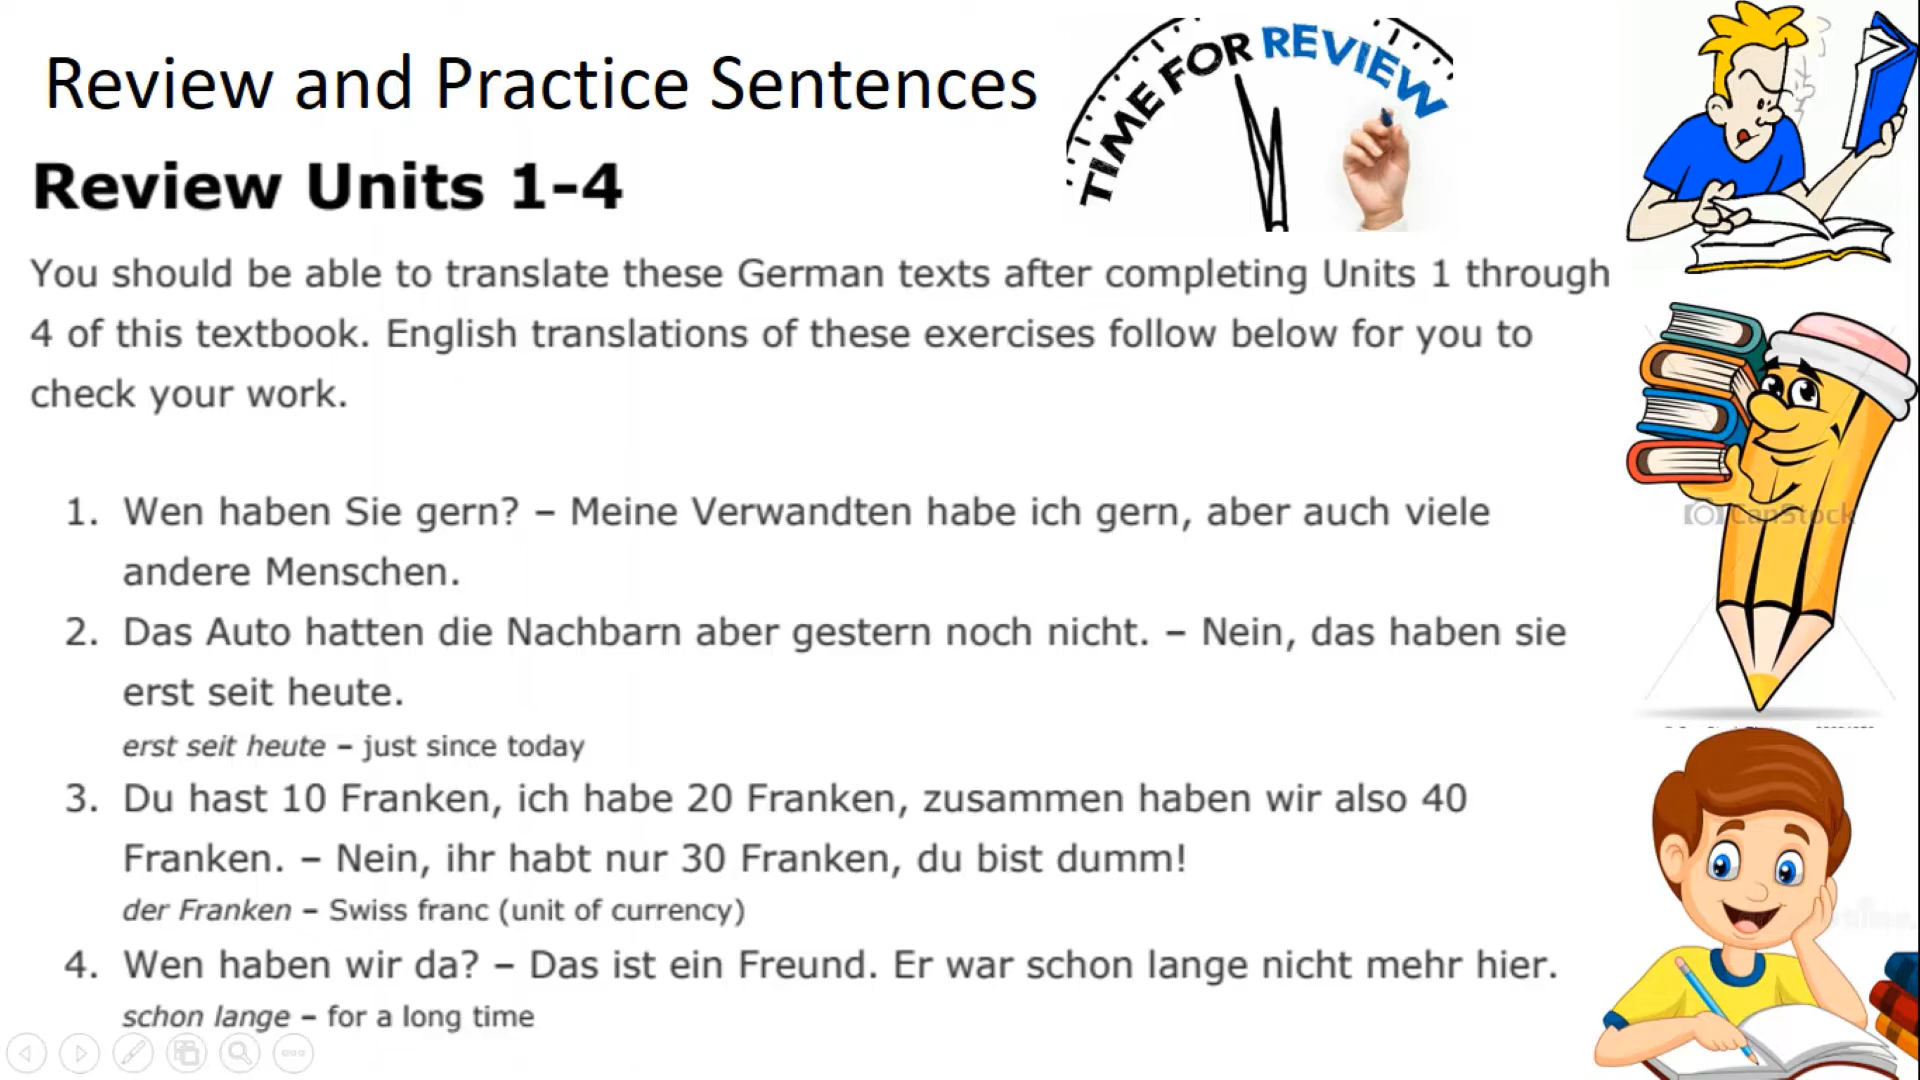 Review and Practice Sentences
TIME FOR REVIEW
Review Units 1-4
You should be able to translate these German texts after completing Units 1 through
4 of this textbook. English translations of these exercises follow below for you to
check your work.
1. Wen haben Sie gern? – Meine Verwandten habe ich gern, aber auch viele
andere Menschen.
2. Das Auto hatten die Nachbarn aber gestern noch nicht. – Nein, das haben sie
erst seit heute.
erst seit heute – just since today
3. Du hast 10 Franken, ich habe 20 Franken, zusammen haben wir also 40
Franken. – Nein, ihr habt nur 30 Franken, du bist dumm!
der Franken – Swiss franc (unit of currency)
4. Wen haben wir da? – Das ist ein Freund. Er war schon lange nicht mehr hier.
schon lange – for a long time
CanStock